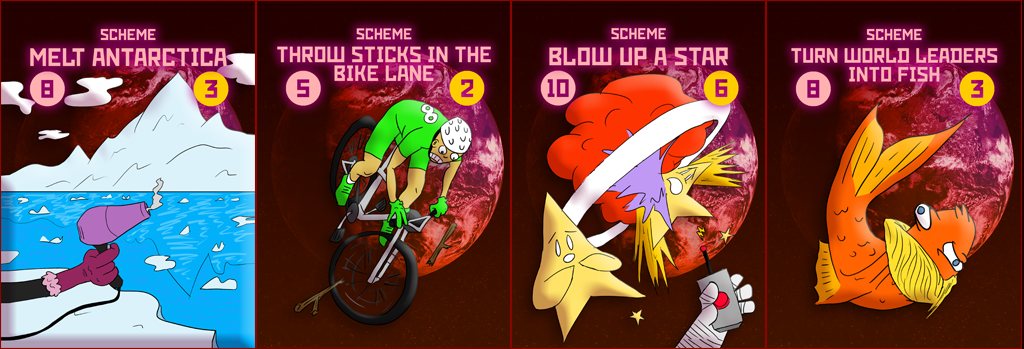 SCHEME
MELT ANTARCTICA
8
3
SCHEME
THROW STICKS IN THE
BIKE LANE
5
2
8
SCHEME
BLOW UP A STAR
10
6
SCHEME
TURN WORLD LEADERS
INTO FISH
8
3